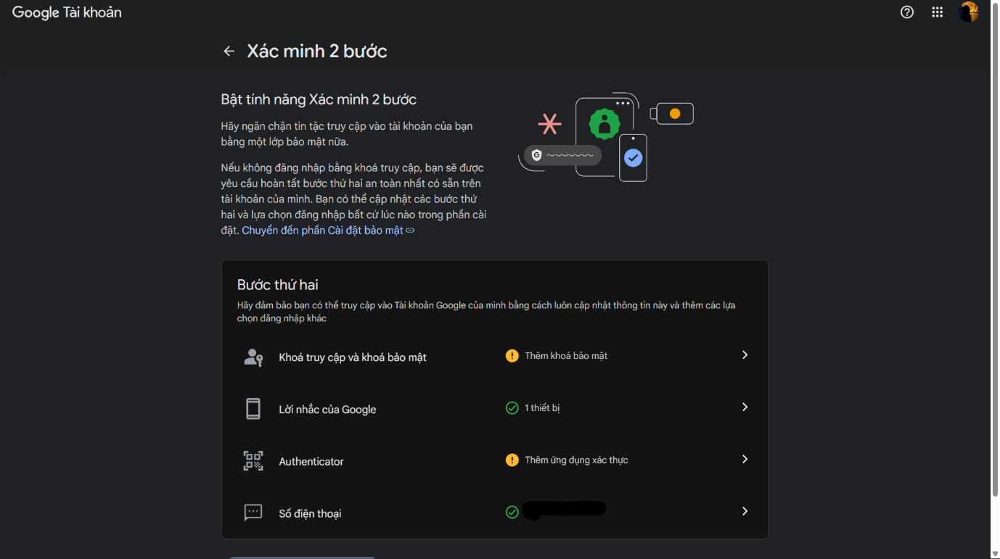 Google Tài khoản
Xác minh 2 bước
Bật tính năng Xác minh 2 bước
Hãy ngăn chặn tin tặc truy cập vào tài khoản của bạn
bằng một lớp bảo mật nữa.
Nếu không đăng nhập bằng khoá truy cập, bạn sẽ được
yêu cầu hoàn tất bước thứ hai an toàn nhất có sẵn trên
tài khoản của mình. Bạn có thể cập nhật các bước thứ
hai và lựa chọn đăng nhập bất cứ lúc nào trong phần cài
đặt. Chuyển đến phần Cài đặt bảo mật
G
Bước thứ hai
Hãy đảm bảo bạn có thể truy cập vào Tài khoản Google của mình bằng cách luôn cập nhật thông tin này và thêm các lựa
chọn đăng nhập khác
Khoá truy cập và khoá bảo mật
Thêm khoá bảo mật
Lời nhắc của Google
1 thiết bị
Authenticator
Thêm ứng dụng xác thực
Số điện thoại